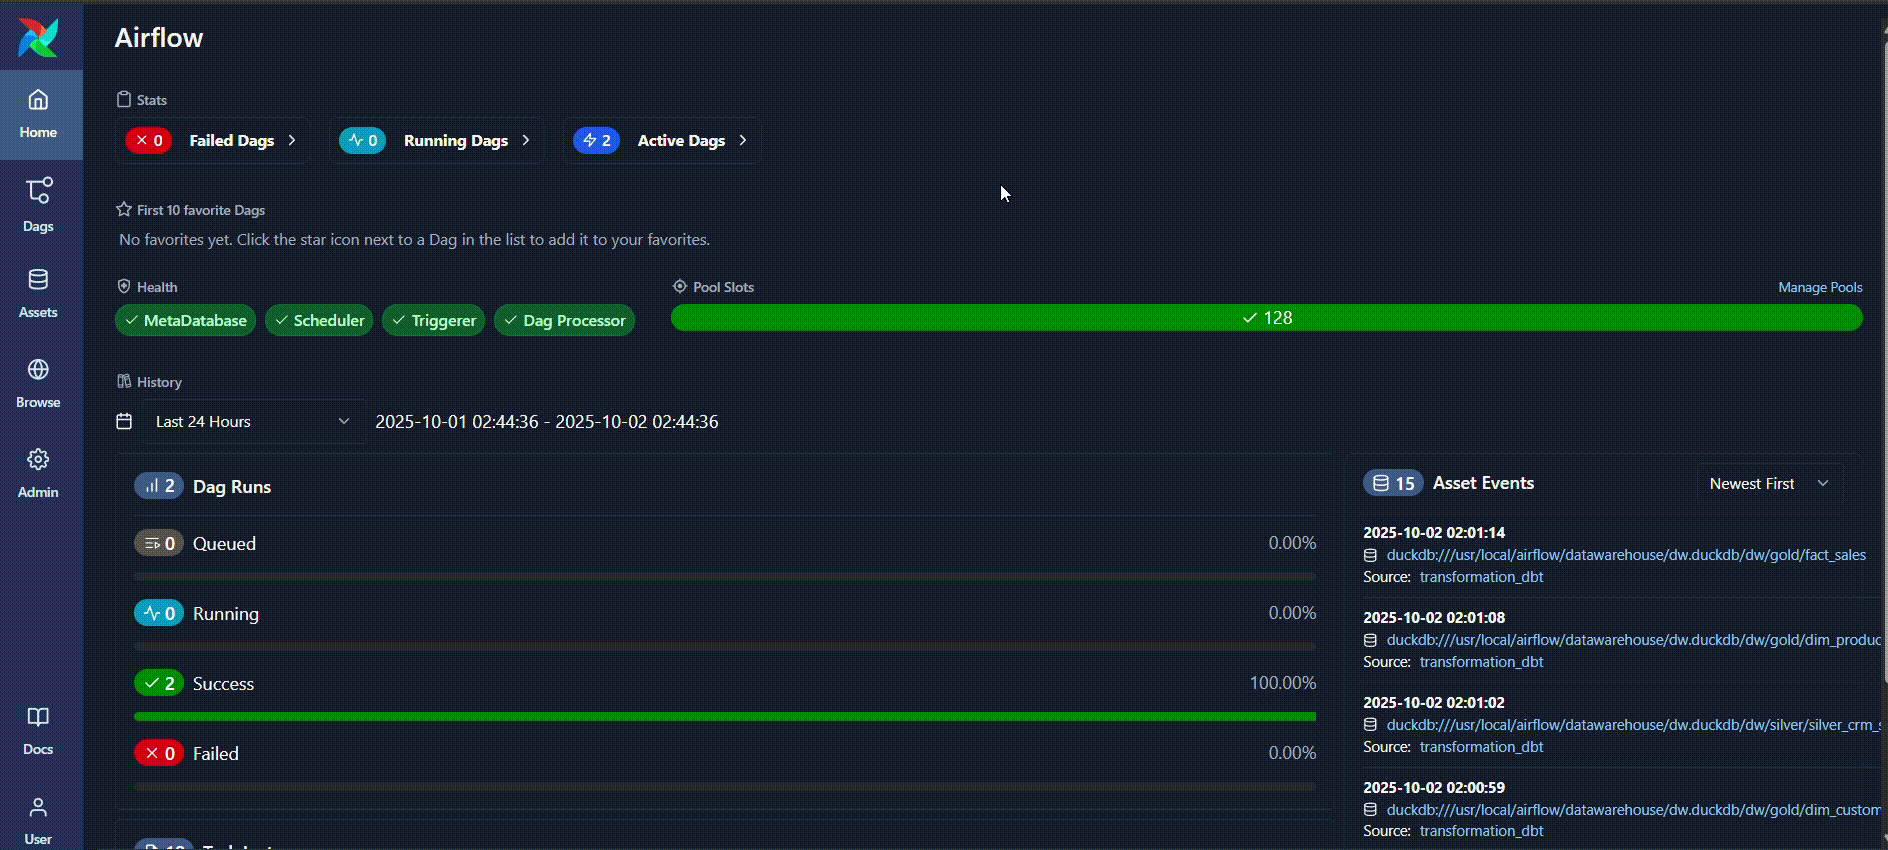 Airflow
Home
Dags
Assets
Browse
Admin
Docs
User
Stats
0 Failed Dags
0 Running Dags
2 Active Dags
First 10 favorite Dags
No favorites yet. Click the star icon next to a Dag in the list to add it to your favorites.
Health
MetaDatabase
Scheduler
Triggerer
Dag Processor
Pool Slots
Manage Pools
128
History
Last 24 Hours
2025-10-01 02:44:36 - 2025-10-02 02:44:36
2 Dag Runs
0 Queued 0.00%
0 Running 0.00%
2 Success 100.00%
0 Failed 0.00%
15 Asset Events
Newest First
2025-10-02 02:01:14
duckdb:///usr/local/airflow/datawarehouse/dw.duckdb/dw/gold/fact_sales
Source: transformation_dbt
2025-10-02 02:01:08
duckdb:///usr/local/airflow/datawarehouse/dw.duckdb/dw/gold/dim_produc
Source: transformation_dbt
2025-10-02 02:01:02
duckdb:///usr/local/airflow/datawarehouse/dw.duckdb/dw/silver/silver_crm_s
Source: transformation_dbt
2025-10-02 02:00:59
duckdb:///usr/local/airflow/datawarehouse/dw.duckdb/dw/gold/dim_custom
Source: transformation_dbt